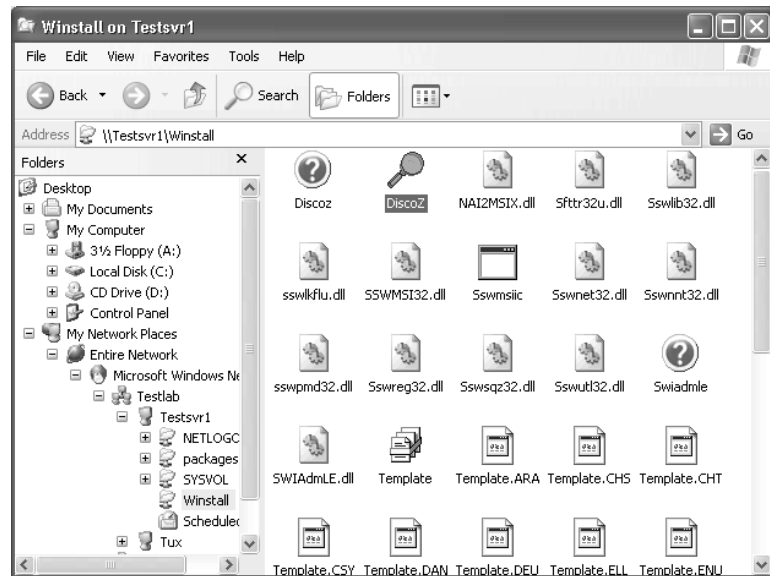 Winstall on Testsvr1
File Edit View Favorites Tools Help
Back Search Folders
Address \\Testsvr1\Winstall Go
Folders
Desktop
My Documents
My Computer
3½ Floppy (A:)
Local Disk (C:)
CD Drive (D:)
Control Panel
My Network Places
Entire Network
Microsoft Windows Ne
Testlab
Testsvr1
NETLOGO
packages
SYSVOL
Winstall
Scheduled
Tux
Discoz DiscoZ NAI2MSIX.dll Sfttr32u.dll Sswlib32.dll
sswlkflu.dll SSWMSI32.dll Sswmsiic Sswnet32.dll Sswnnt32.dll
sswpmd32.dll Sswreg32.dll Sswsqz32.dll Sswutl32.dll Swiadmle
SWIAdmLE.dll Template Template.ARA Template.CHS Template.CHT
Template.CSY Template.DAN Template.DEU Template.ELL Template.ENU